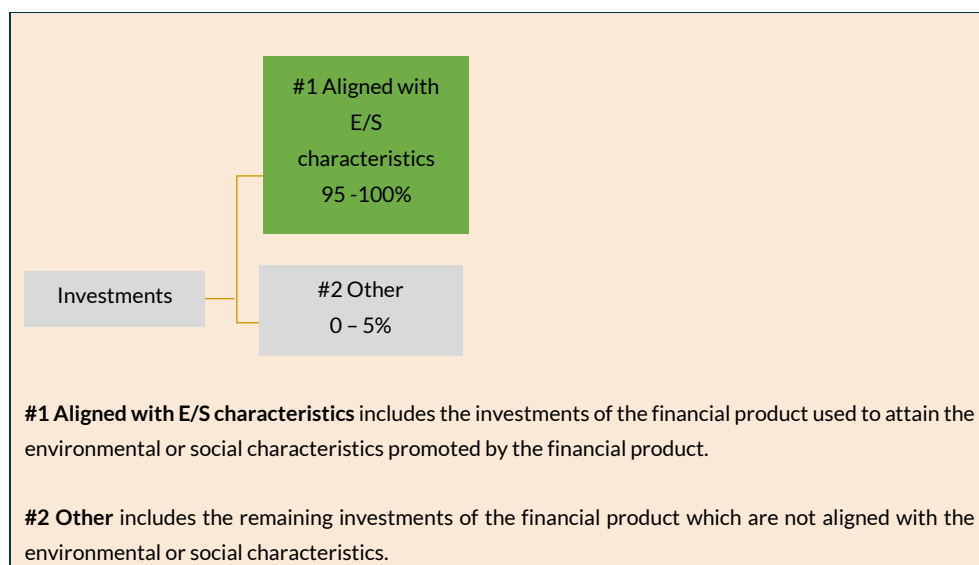 #1 Aligned with
E/S
characteristics
95 -100%
Investments
#2 Other
0 – 5%
#1 Aligned with E/S characteristics includes the investments of the financial product used to attain the
environmental or social characteristics promoted by the financial product.
#2 Other includes the remaining investments of the financial product which are not aligned with the
environmental or social characteristics.